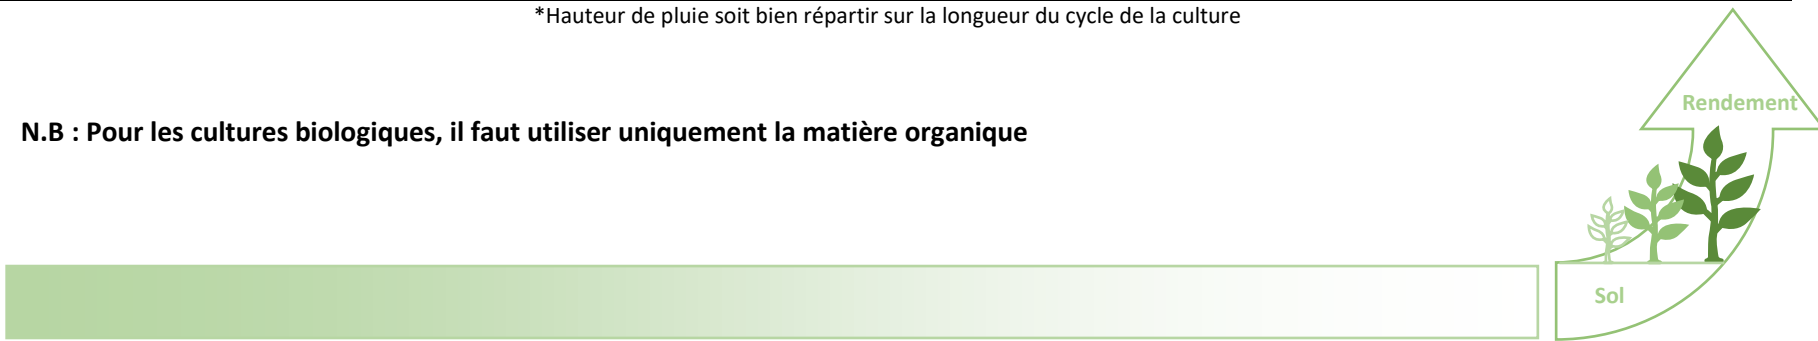 *Hauteur de pluie soit bien répartir sur la longueur du cycle de la culture
Rendement
N.B : Pour les cultures biologiques, il faut utiliser uniquement la matière organique
Sol